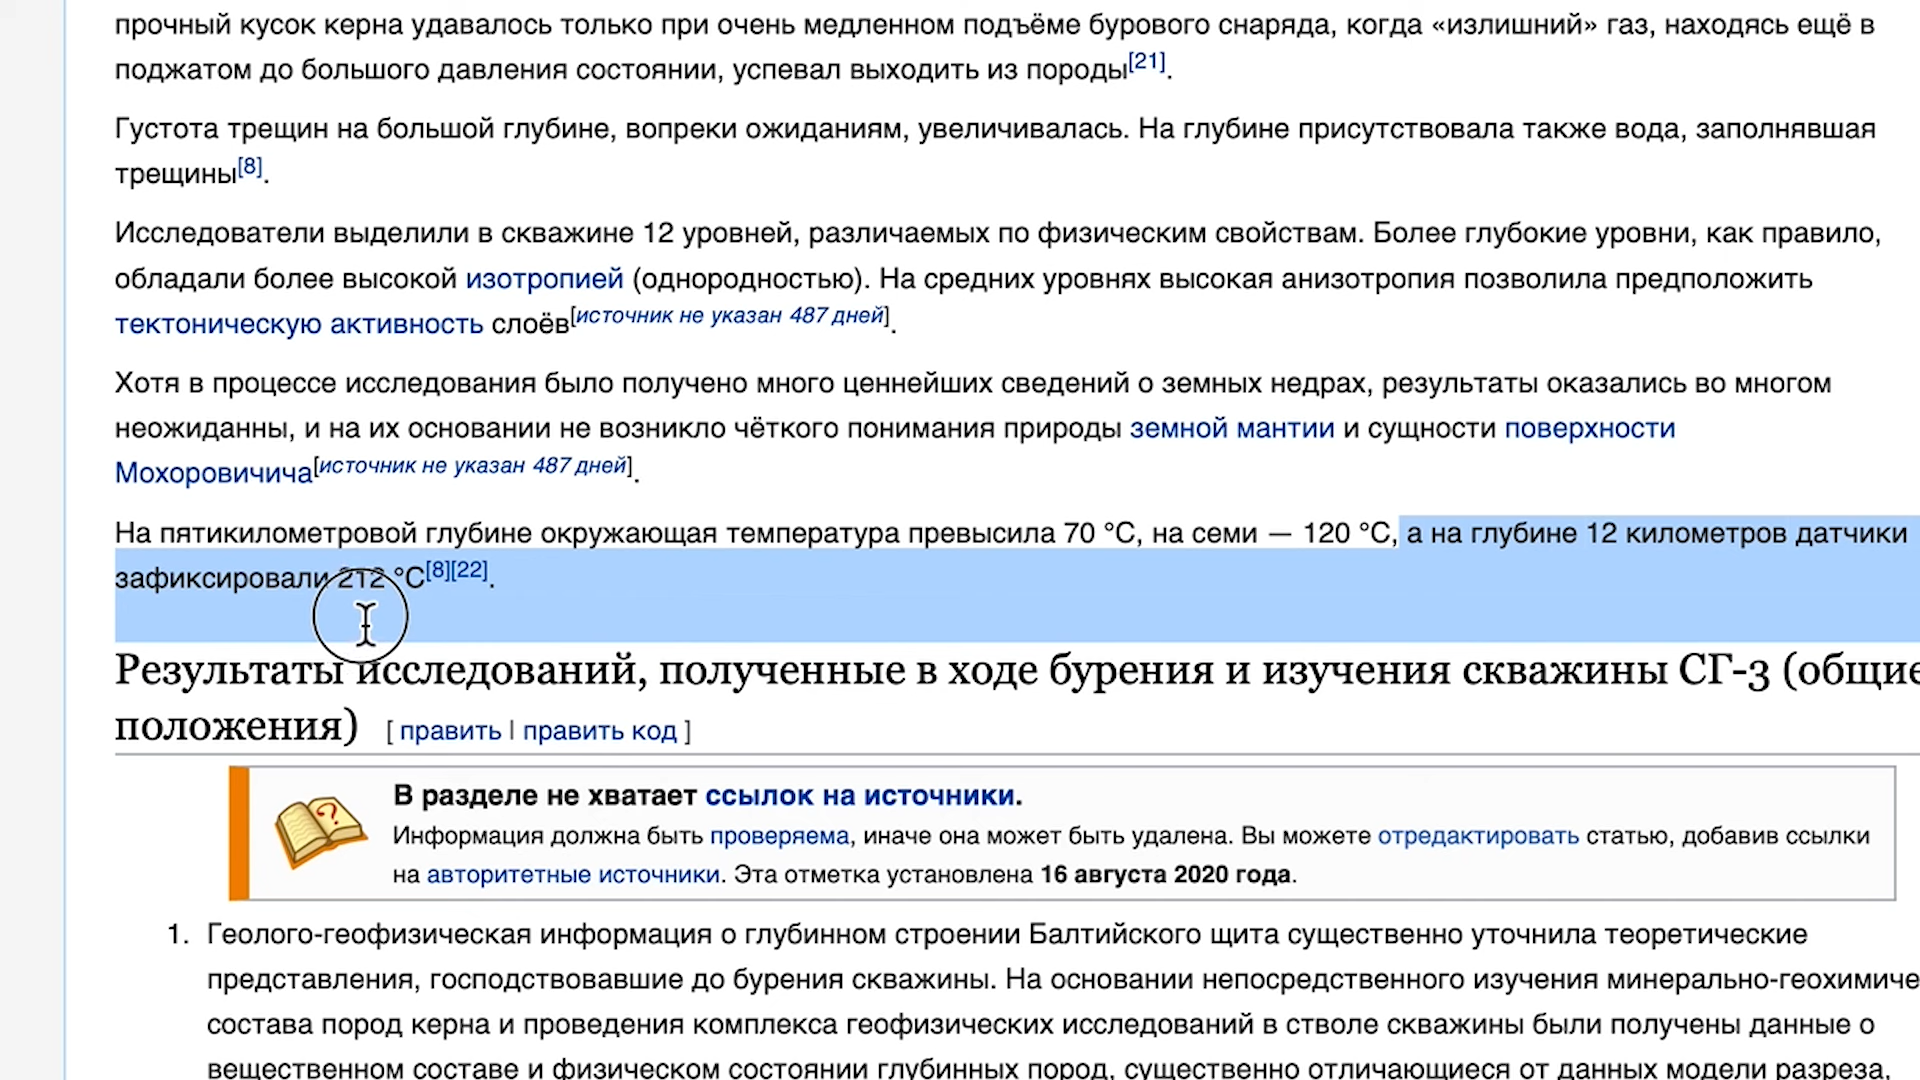 прочный кусок керна удавалось только при очень медленном подъёме бурового снаряда, когда «излишний» газ, находясь ещё в
поджатом до большого давления состоянии, успевал выходить из породы[21].
Густота трещин на большой глубине, вопреки ожиданиям, увеличивалась. На глубине присутствовала также вода, заполнявшая
трещины[8].
Исследователи выделили в скважине 12 уровней, различаемых по физическим свойствам. Более глубокие уровни, как правило,
обладали более высокой изотропией (однородностью). На средних уровнях высокая анизотропия позволила предположить
тектоническую активность слоёв[источник не указан 487 дней].
Хотя в процессе исследования было получено много ценнейших сведений о земных недрах, результаты оказались во многом
неожиданны, и на их основании не возникло чёткого понимания природы земной мантии и сущности поверхности
Мохоровичича[источник не указан 487 дней].
На пятикилометровой глубине окружающая температура превысила 70 °C, на семи — 120 °C, а на глубине 12 километров датчики
зафиксировали 212 °C[8][22].
Результаты исследований, полученные в ходе бурения и изучения скважины СГ-3 (общие
положения) [ править | править код ]
В разделе не хватает ссылок на источники.
Информация должна быть проверяема, иначе она может быть удалена. Вы можете отредактировать статью, добавив ссылки
на авторитетные источники. Эта отметка установлена 16 августа 2020 года.
1. Геолого-геофизическая информация о глубинном строении Балтийского щита существенно уточнила теоретические
представления, господствовавшие до бурения скважины. На основании непосредственного изучения минерально-геохимиче
состава пород керна и проведения комплекса геофизических исследований в стволе скважины были получены данные о
вещественном составе и физическом состоянии глубинных пород, существенно отличающиеся от данных модели разреза,